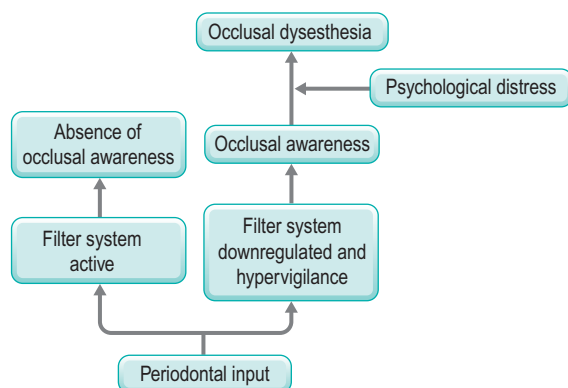 Occlusal dysesthesia
Psychological distress
Absence of
occlusal awareness
Occlusal awareness
Filter system
active
Filter system
downregulated and
hypervigilance
Periodontal input